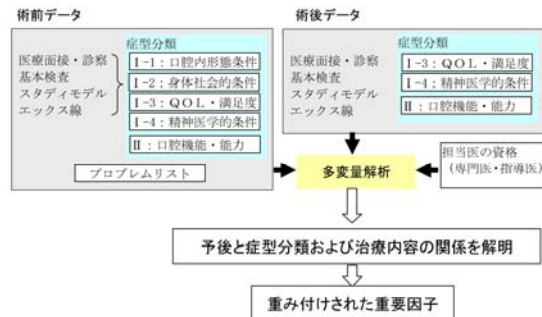 術前データ
医療面接・診察
基本検査
スタディモデル
エックス線
症型分類
Ⅰ-1：口腔内形態条件
Ⅰ-2：身体社会的条件
Ⅰ-3：ＱＯＬ・満足度
Ⅰ-4：精神医学的条件
Ⅱ：口腔機能・能力
プロブレムリスト
術後データ
医療面接・診察
基本検査
スタディモデル
エックス線
症型分類
Ⅰ-3：ＱＯＬ・満足度
Ⅰ-4：精神医学的条件
Ⅱ：口腔機能・能力
多変量解析
担当医の資格
（専門医・指導医）
予後と症型分類および治療内容の関係を解明
重み付けされた重要因子